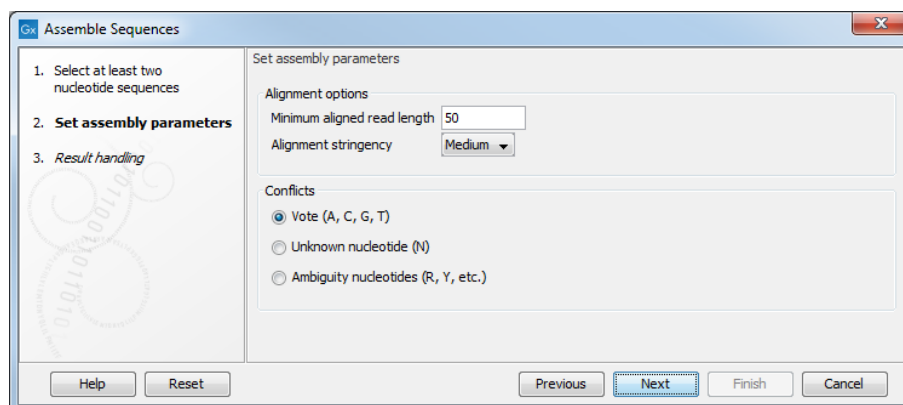 Gx Assemble Sequences
1. Select at least two
nucleotide sequences
2. Set assembly parameters
3. Result handling
Set assembly parameters
Alignment options
Minimum aligned read length 50
Alignment stringency Medium
Conflicts
Vote (A, C, G, T)
Unknown nucleotide (N)
Ambiguity nucleotides (R, Y, etc.)
Help Reset Previous Next Finish Cancel